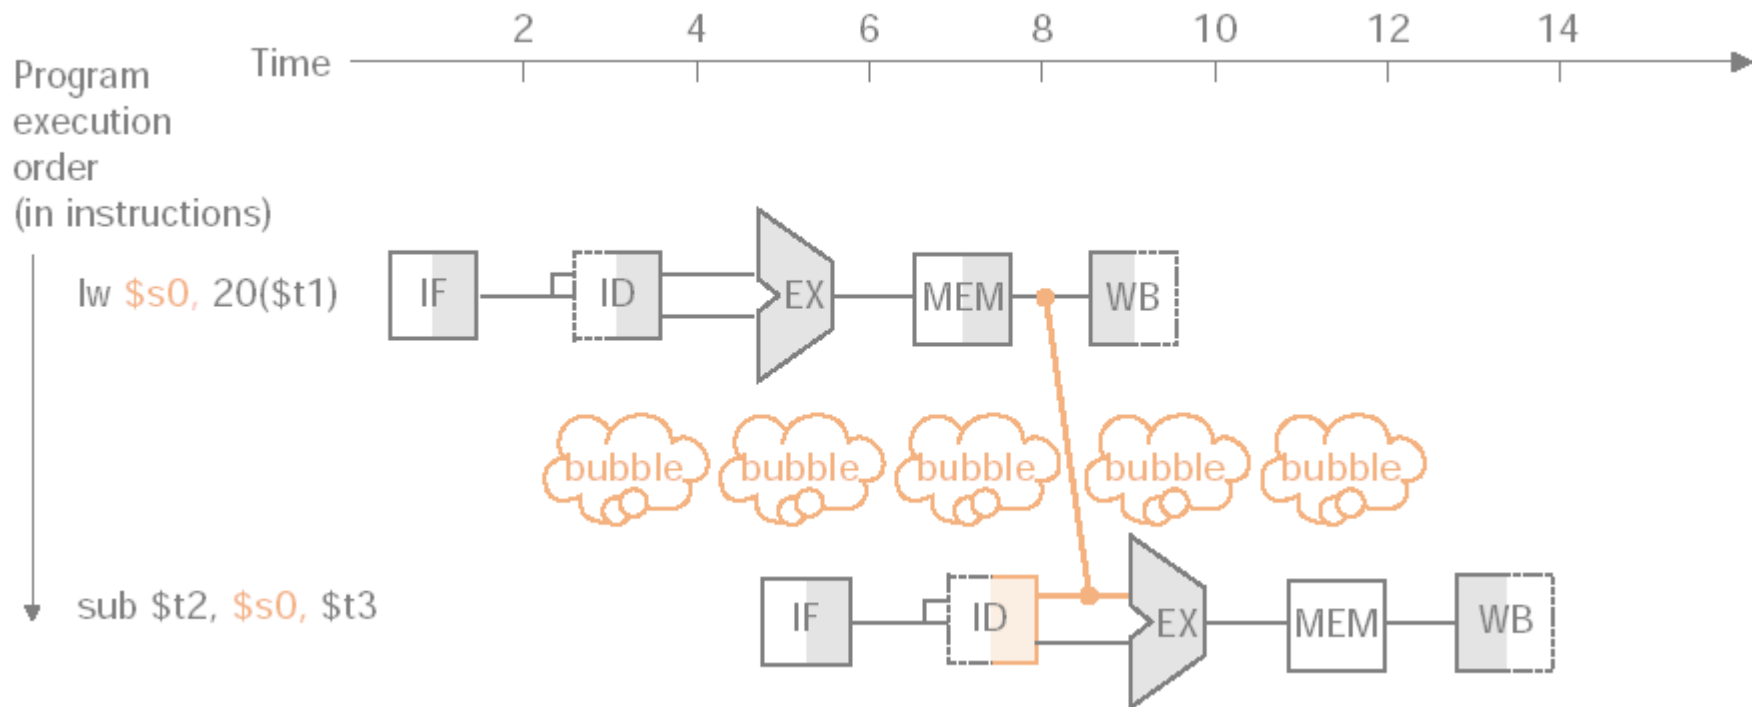 2 4 6 8 10 12 14
Time
Program
execution
order
(in instructions)
lw $s0, 20($t1)
IF ID EX MEM WB
bubble bubble bubble bubble bubble
sub $t2, $s0, $t3
IF ID EX MEM WB